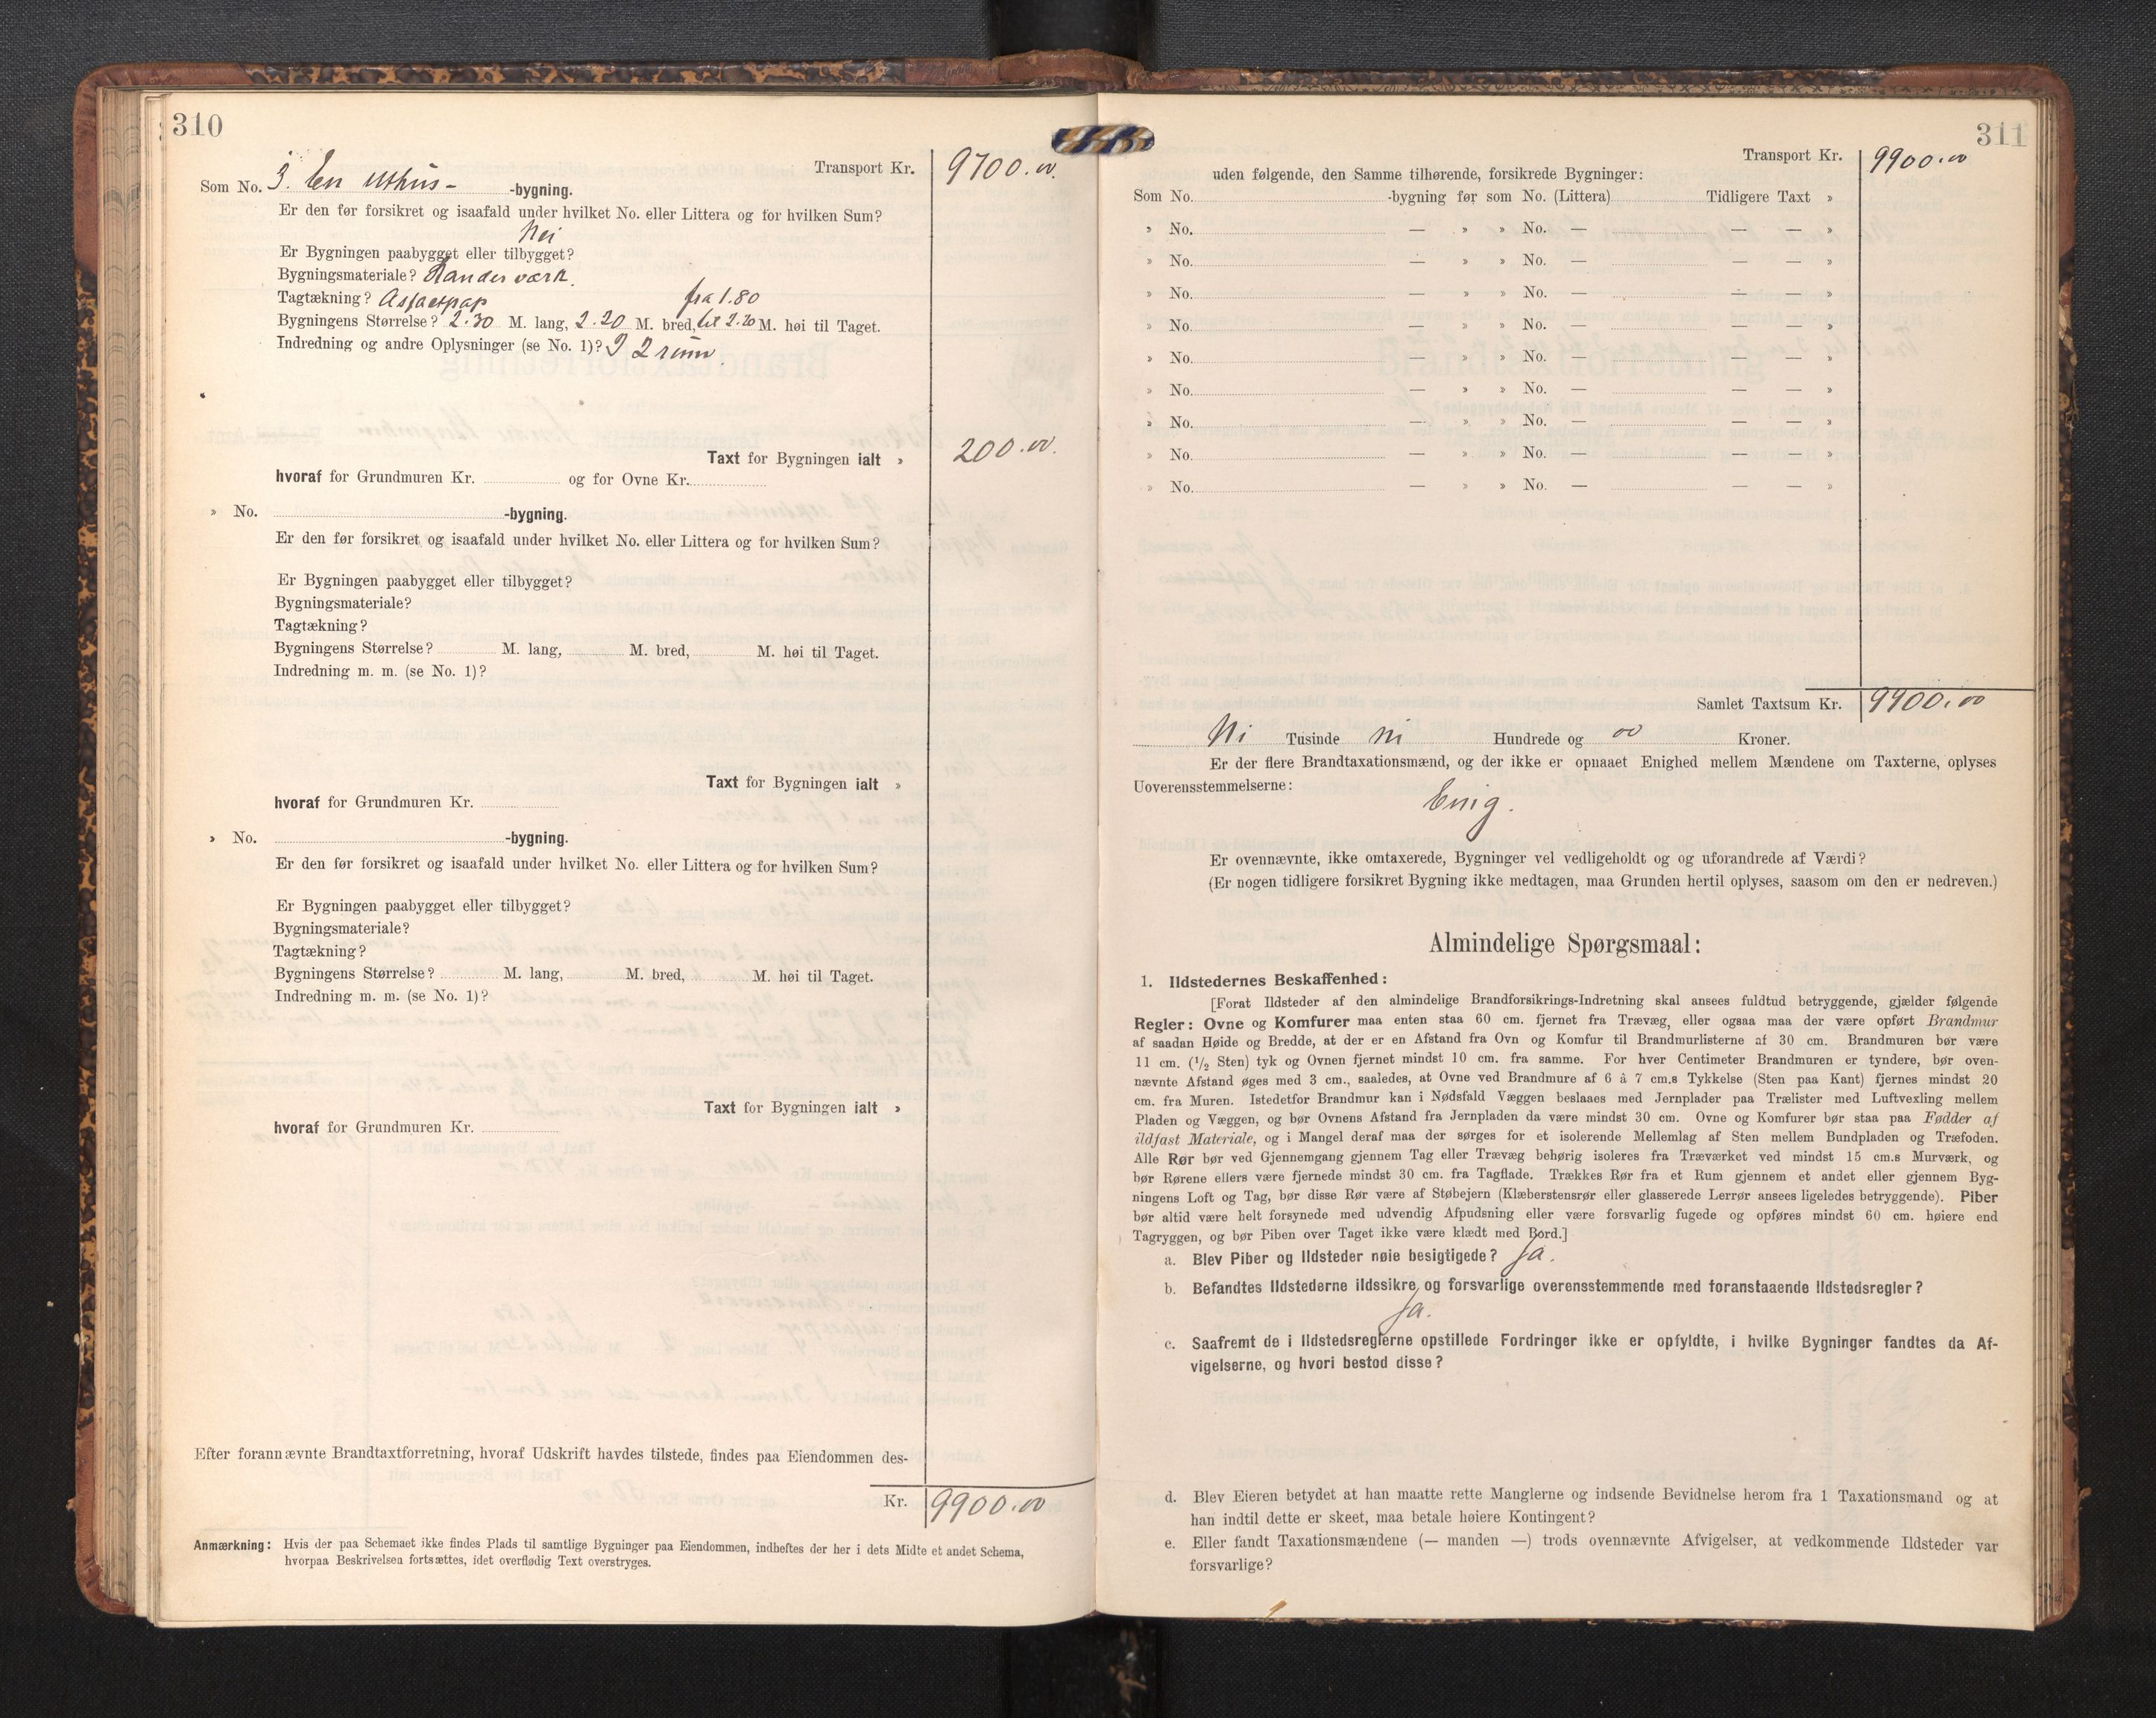 310
Transport Kr. 9700.00.
Som No. 3. En uthus- -bygning.
Er den før forsikret og isaafald under hvilket No. eller Littera og for hvilken Sum?
Nei
Er Bygningen paabygget eller tilbygget?
Bygningsmateriale? Standerværk.
Tagtækning? Asfaltpap fra 1.80
Bygningens Størrelse? 2.30 M. lang, 2.20 M. bred, til 2.20 M. høi til Taget.
Indredning og andre Oplysninger (se No. 1)? I 2 rum
Taxt for Bygningen ialt » 200.00.
hvoraf for Grundmuren Kr. og for Ovne Kr.
» No. -bygning.
Er den før forsikret og isaafald under hvilket No. eller Littera og for hvilken Sum?
Er Bygningen paabygget eller tilbygget?
Bygningsmateriale?
Tagtækning?
Bygningens Størrelse? M. lang, M. bred, M. høi til Taget.
Indredning m. m. (se No. 1)?
Taxt for Bygningen ialt »
hvoraf for Grundmuren Kr.
» No. -bygning.
Er den før forsikret og isaafald under hvilket No. eller Littera og for hvilken Sum?
Er Bygningen paabygget eller tilbygget?
Bygningsmateriale?
Tagtækning?
Bygningens Størrelse? M. lang, M. bred, M. høi til Taget.
Indredning m. m. (se No. 1)?
Taxt for Bygningen ialt »
hvoraf for Grundmuren Kr.
Efter forannævnte Brandtaxtforretning, hvoraf Udskrift havdes tilstede, findes paa Eiendommen des-
Kr. 9900.00
Anmærkning: Hvis der paa Schemaet ikke findes Plads til samtlige Bygninger paa Eiendommen, indheftes der her i dets Midte et andet Schema,
hvorpaa Beskrivelsen fortsættes, idet overflødig Text overstryges.
311
Transport Kr. 9900.00
uden følgende, den Samme tilhørende, forsikrede Bygninger:
Som No. -bygning før som No. (Littera) Tidligere Taxt »
» No. — » » No. — — — »
» No. — » » No. — — — »
» No. — » » No. — — — »
» No. — » » No. — — — »
» No. — » » No. — — — »
» No. — » » No. — — — »
» No. — » » No. — — — »
» No. — » » No. — — — »
» No. — » » No. — — — »
Samlet Taxtsum Kr. 9900.00
Ni Tusinde ni Hundrede og 00 Kroner.
Er der flere Brandtaxationsmænd, og der ikke er opnaaet Enighed mellem Mændene om Taxterne, oplyses
Uoverensstemmelserne:
Enig.
Er ovennævnte, ikke omtaxerede, Bygninger vel vedligeholdt og og uforandrede af Værdi?
(Er nogen tidligere forsikret Bygning ikke medtagen, maa Grunden hertil oplyses, saasom om den er nedreven.)
Almindelige Spørgsmaal:
1. Ildstedernes Beskaffenhed:
[Forat Ildsteder af den almindelige Brandforsikrings-Indretning skal ansees fuldtud betryggende, gjælder følgende
Regler: Ovne og Komfurer maa enten staa 60 cm. fjernet fra Trævæg, eller ogsaa maa der være opført Brandmur
af saadan Høide og Bredde, at der er en Afstand fra Ovn og Komfur til Brandmurlisterne af 30 cm. Brandmuren bør være
11 cm. (1/2 Sten) tyk og Ovnen fjernet mindst 10 cm. fra samme. For hver Centimeter Brandmuren er tyndere, bør oven-
nævnte Afstand øges med 3 cm., saaledes, at Ovne ved Brandmure af 6 á 7 cm.s Tykkelse (Sten paa Kant) fjernes mindst 20
cm. fra Muren. Istedetfor Brandmur kan i Nødsfald Væggen beslaaes med Jernplader paa Trælister med Luftvexling mellem
Pladen og Væggen, og bør Ovnens Afstand fra Jernpladen da være mindst 30 cm. Ovne og Komfurer bør staa paa Fødder af
ildfast Materiale, og i Mangel deraf maa der sørges for et isolerende Mellemlag af Sten mellem Bundpladen og Træfoden.
Alle Rør bør ved Gjennemgang gjennem Tag eller Trævæg behørig isoleres fra Træværket ved mindst 15 cm.s Murværk, og
bør Rørene ellers være fjernede mindst 30 cm. fra Tagflade. Trækkes Rør fra et Rum gjennem et andet eller gjennem Byg-
ningens Loft og Tag, bør disse Rør være af Støbejern (Klæberstensrør eller glasserede Lerrør ansees ligeledes betryggende). Piber
bør altid være helt forsynede med udvendig Afpudsning eller være forsvarlig fugede og opføres mindst 60 cm. høiere end
Tagryggen, og bør Piben over Taget ikke være klædt med Bord.]
a. Blev Piber og Ildsteder nøie besigtigede? Ja.
b. Befandtes Ildstederne ildssikre og forsvarlige overensstemmende med foranstaaende Ildstedsregler?
Ja.
c. Saafremt de i Ildstedsreglerne opstillede Fordringer ikke er opfyldte, i hvilke Bygninger fandtes da Af-
vigelserne, og hvori bestod disse?
d. Blev Eieren betydet at han maatte rette Manglerne og indsende Bevidnelse herom fra 1 Taxationsmand og at
han indtil dette er skeet, maa betale høiere Kontingent?
e. Eller fandt Taxationsmændene (— manden —) trods ovennævnte Afvigelser, at vedkommende Ildsteder var
forsvarlige?